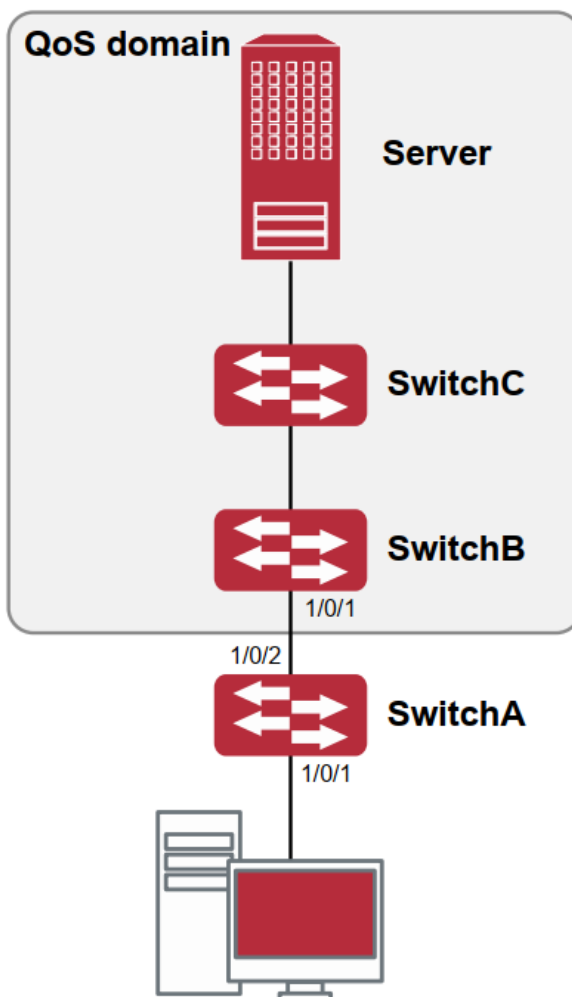 QoS domain
Server
SwitchC
SwitchB
1/0/1
1/0/2
SwitchA
1/0/1